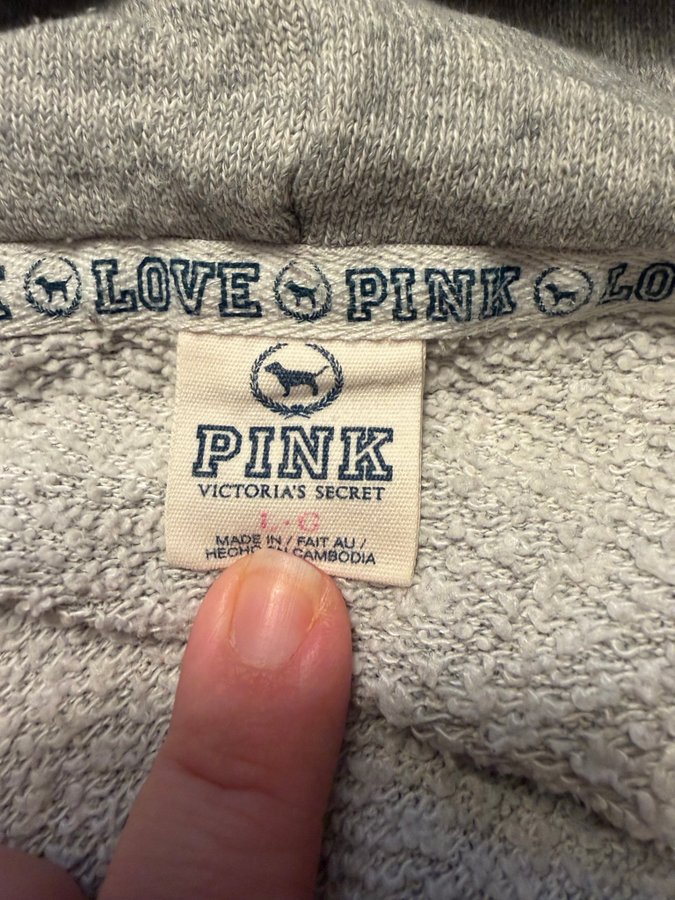 K LOVE PINK LO
PINK
VICTORIA'S SECRET
L • G
MADE IN / FAIT AU /
HECHO EN CAMBODIA